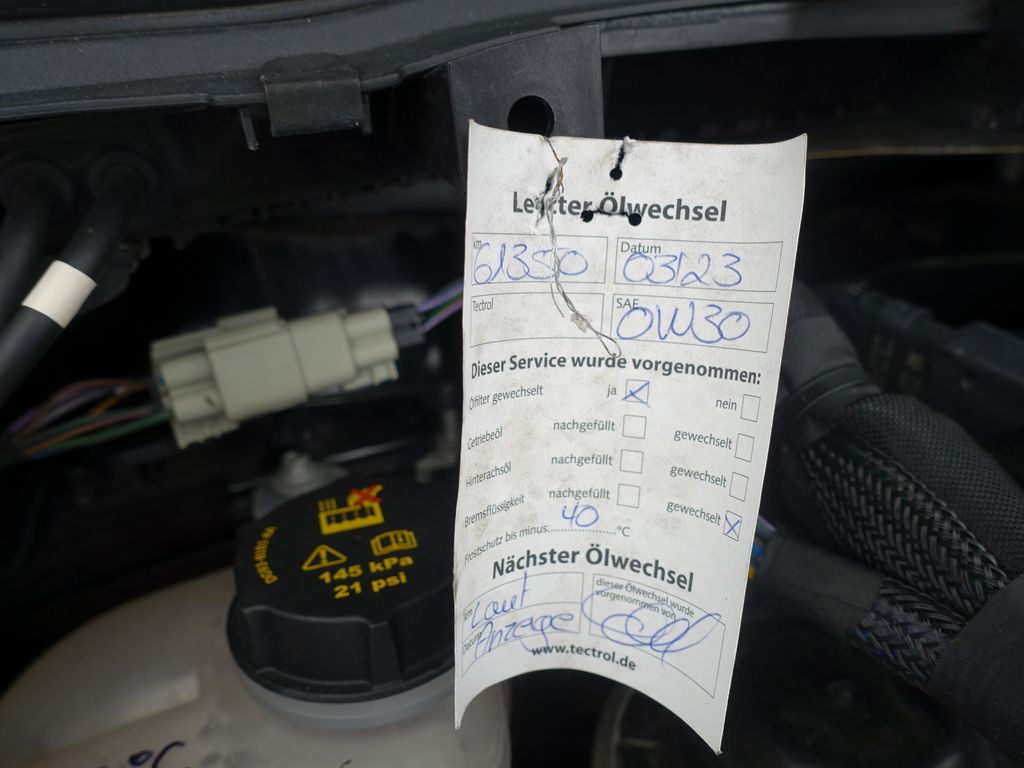 Letzter Ölwechsel
km 61350 Datum 03/23
Tectrol SAE 0W30
Dieser Service wurde vorgenommen:
Ölfilter gewechselt ja nein
Getriebeöl nachgefüllt gewechselt
Hinterachsöl nachgefüllt gewechselt
Bremsflüssigkeit nachgefüllt gewechselt
Frostschutz bis minus 40 °C
Nächster Ölwechsel
km Laut
dieser Ölwechsel wurde
vorgenommen von
Datum Anzeige
www.tectrol.de
145 kPa
21 psi
°C